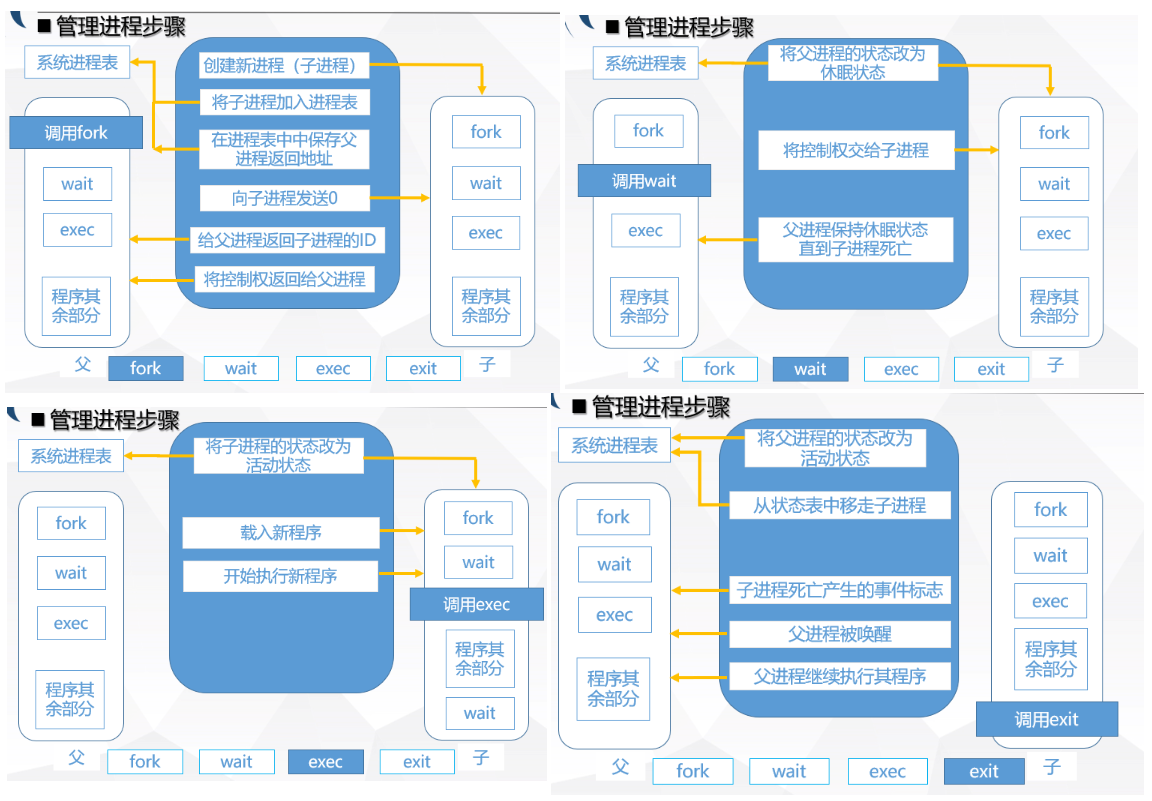 ■ 管理进程步骤
系统进程表
创建新进程（子进程）
将子进程加入进程表
在进程表中中保存父
进程返回地址
向子进程发送0
给父进程返回子进程的ID
将控制权返回给父进程
调用fork
wait
exec
程序其
余部分
fork
wait
exec
程序其
余部分
父
fork
wait
exec
exit
子
■ 管理进程步骤
系统进程表
将父进程的状态改为
休眠状态
将控制权交给子进程
父进程保持休眠状态
直到子进程死亡
fork
调用wait
exec
程序其
余部分
fork
wait
exec
程序其
余部分
父
fork
wait
exec
exit
子
■ 管理进程步骤
系统进程表
将子进程的状态改为
活动状态
载入新程序
开始执行新程序
fork
wait
exec
程序其
余部分
fork
wait
调用exec
程序其
余部分
wait
父
fork
wait
exec
exit
子
■ 管理进程步骤
系统进程表
将父进程的状态改为
活动状态
从状态表中移走子进程
子进程死亡产生的事件标志
父进程被唤醒
父进程继续执行其程序
fork
wait
exec
程序其
余部分
fork
wait
exec
程序其
余部分
调用exit
父
fork
wait
exec
exit
子